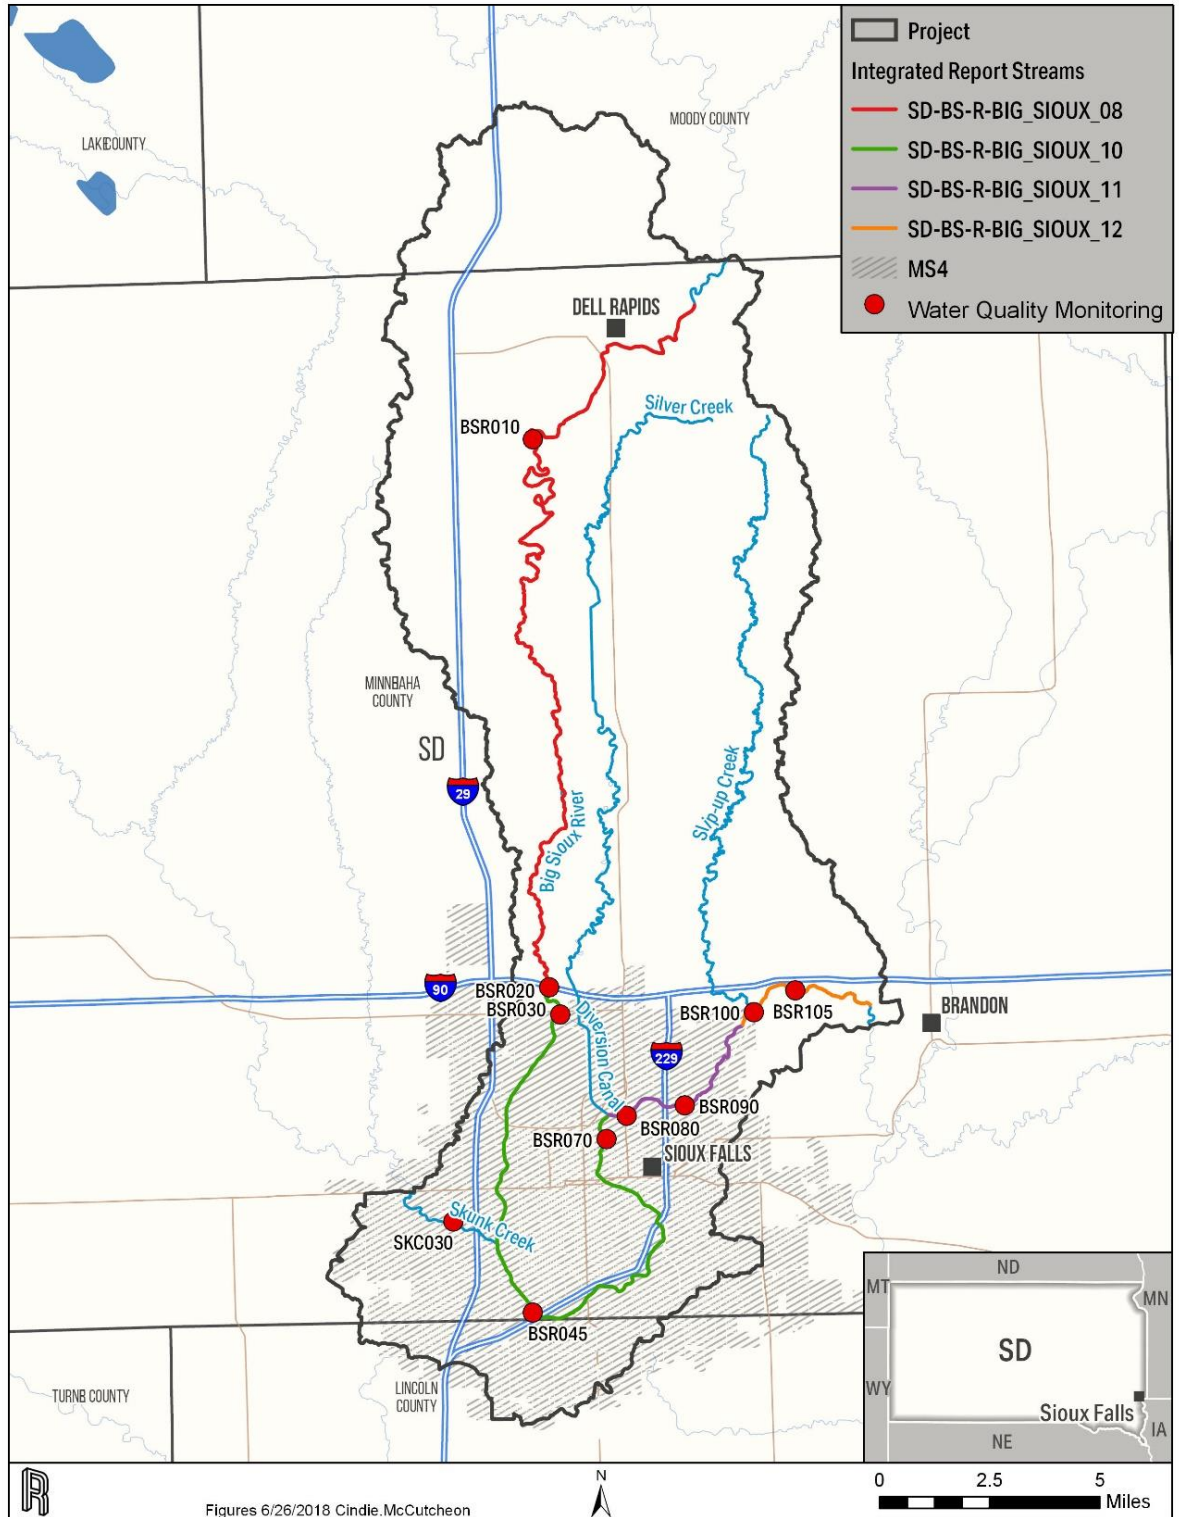 Project
Integrated Report Streams
SD-BS-R-BIG_SIOUX_08
SD-BS-R-BIG_SIOUX_10
SD-BS-R-BIG_SIOUX_11
SD-BS-R-BIG_SIOUX_12
MS4
Water Quality Monitoring
MOODY COUNTY
LAKECOUNTY
DELL RAPIDS
Silver Creek
BSR010
MINNEAHA
COUNTY
SD
29
Big Sioux River
Slip-up Creek
90
BSR020
BSR030
Diversion Canal
BSR100
BSR105
BRANDON
229
BSR090
BSR080
BSR070
SIOUX FALLS
Skunk Creek
SKC030
BSR045
TURNE COUNTY
LINCOLN
COUNTY
ND
MT
MN
SD
WY
Sioux Falls
IA
NE
R
Figures 6/26/2018 Cindie.McCutcheon
N
0 2.5 5
Miles